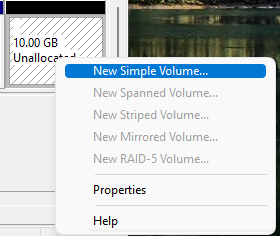 10.00 GB
Unallocated
New Simple Volume...
New Spanned Volume...
New Striped Volume...
New Mirrored Volume...
New RAID-5 Volume...
Properties
Help